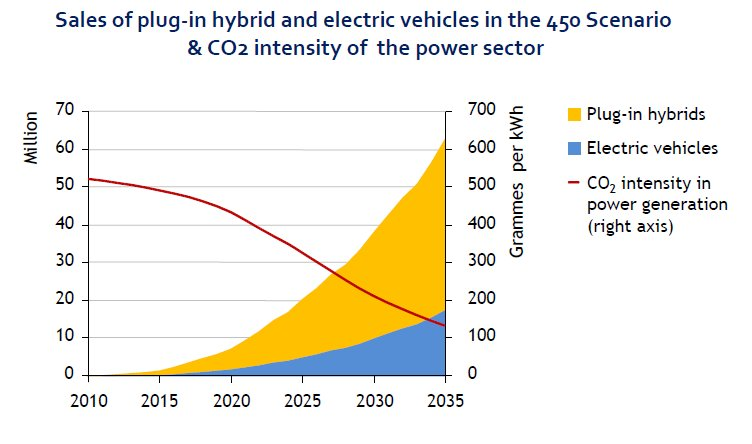 Sales of plug-in hybrid and electric vehicles in the 450 Scenario
& CO2 intensity of the power sector
Million
70
60
50
40
30
20
10
0
2010 2015 2020 2025 2030 2035
700
600
500
400
300
200
100
0
Grammes per kWh
Plug-in hybrids
Electric vehicles
CO₂ intensity in
power generation
(right axis)